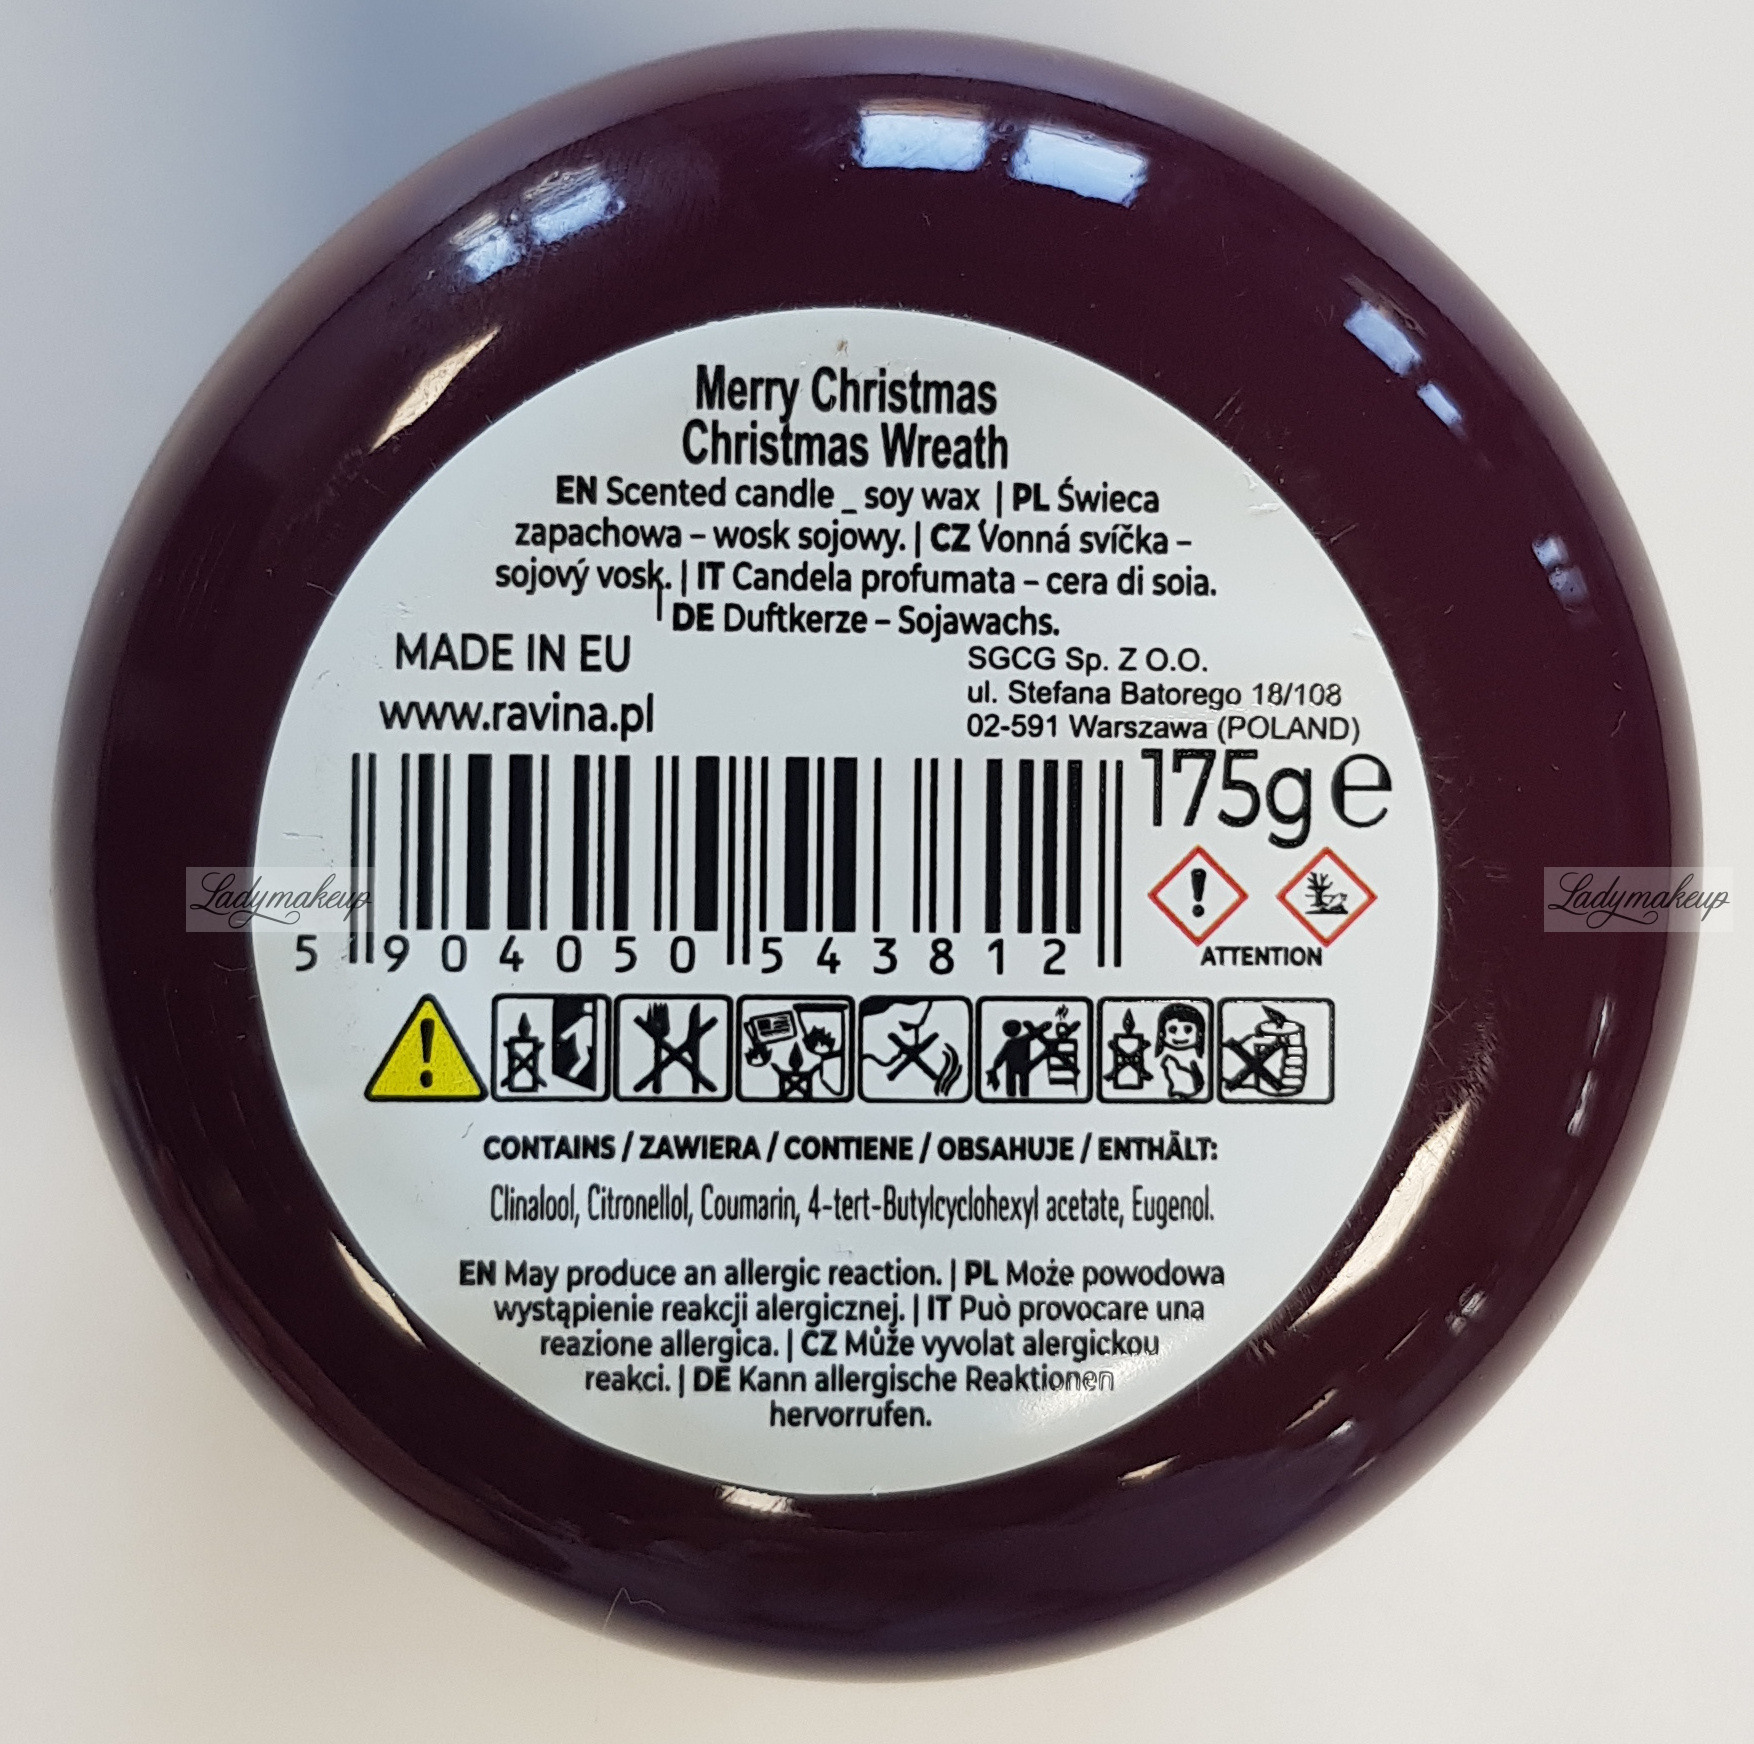 Merry Christmas
Christmas Wreath
EN Scented candle _ soy wax | PL Świeca
zapachowa – wosk sojowy. | CZ Vonná svíčka –
sojový vosk. | IT Candela profumata – cera di soia.
| DE Duftkerze – Sojawachs.
MADE IN EU
www.ravina.pl
SGCG Sp. Z O.O.
ul. Stefana Batorego 18/108
02-591 Warszawa (POLAND)
175g e
5 904050 543812
ATTENTION
Ladymakeup
Ladymakeup
CONTAINS / ZAWIERA / CONTIENE / OBSAHUJE / ENTHÄLT:
Clinalool, Citronellol, Coumarin, 4-tert-Butylcyclohexyl acetate, Eugenol.
EN May produce an allergic reaction. | PL Może powodowa
wystąpienie reakcji alergicznej. | IT Può provocare una
reazione allergica. | CZ Může vyvolat alergickou
reakci. | DE Kann allergische Reaktionen
hervorrufen.